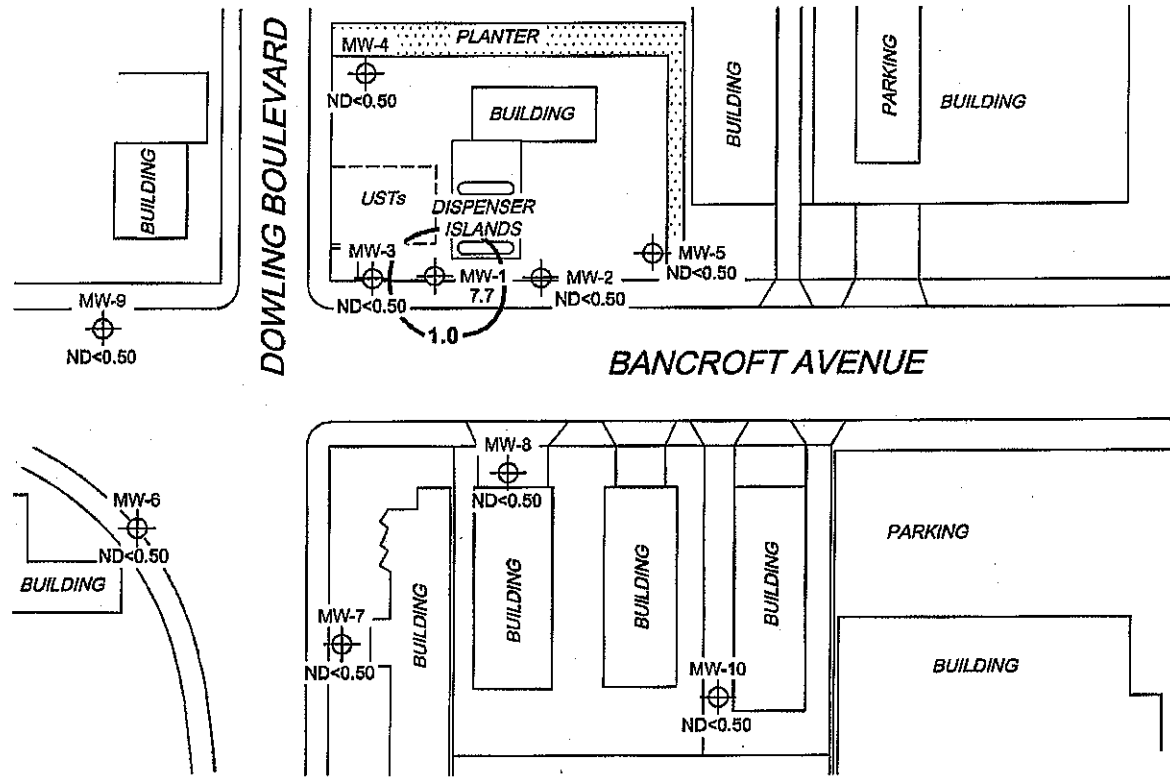 MW-4
PLANTER
ND<0.50
BUILDING
BUILDING
DOWLING BOULEVARD
USTs
DISPENSER
ISLANDS
BUILDING
PARKING
BUILDING
MW-3
ND<0.50
MW-1
7.7
MW-2
ND<0.50
MW-5
ND<0.50
1.0
MW-9
ND<0.50
BANCROFT AVENUE
MW-6
ND<0.50
BUILDING
MW-8
ND<0.50
MW-7
ND<0.50
BUILDING
BUILDING
BUILDING
BUILDING
MW-10
ND<0.50
PARKING
BUILDING